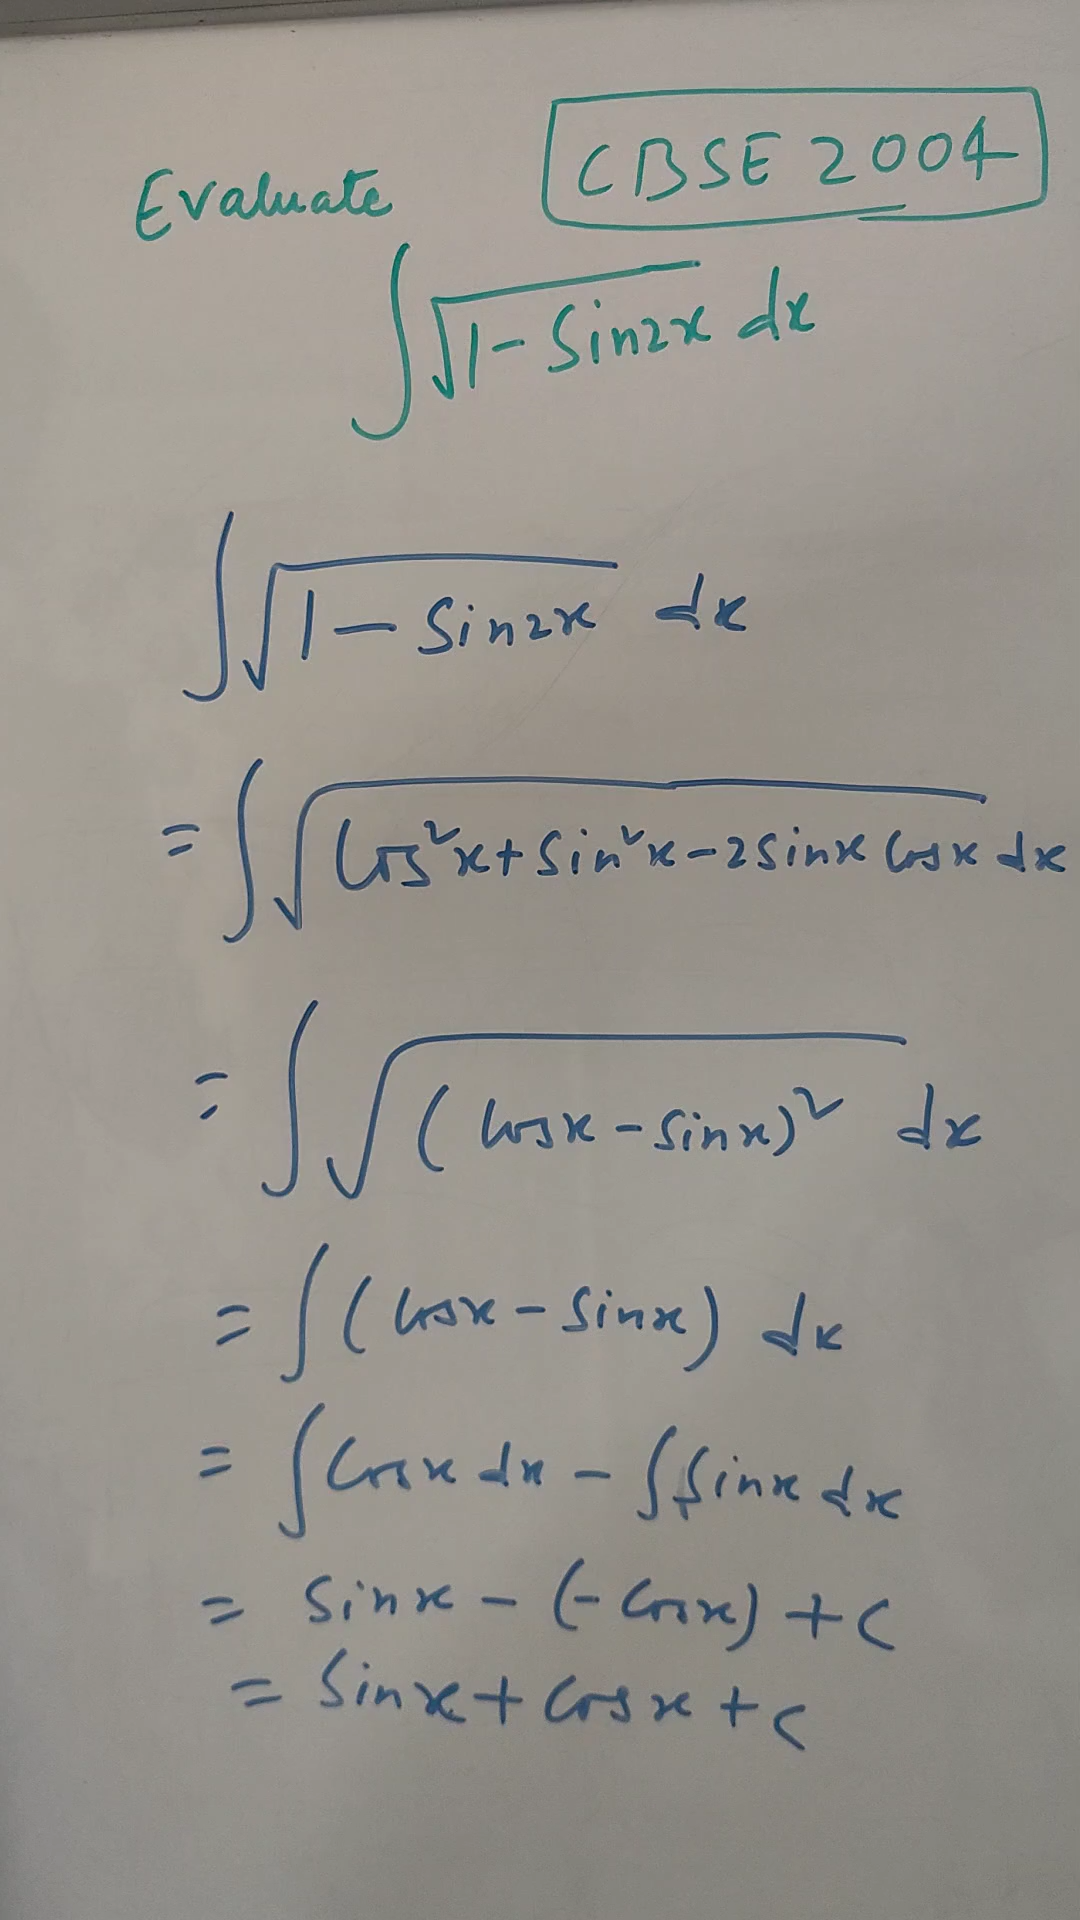 CBSE 2004
Evaluate
∫√(1-Sin2x) dx
∫√(1-Sin2x) dx
= ∫√(Cos²x+Sin²x-2Sinx Cosx) dx
= ∫√((Cosx-Sinx)²) dx
= ∫(Cosx-Sinx) dx
= ∫Cosx dx - ∫Sinx dx
= Sinx - (-Cosx) + C
= Sinx + Cosx + C